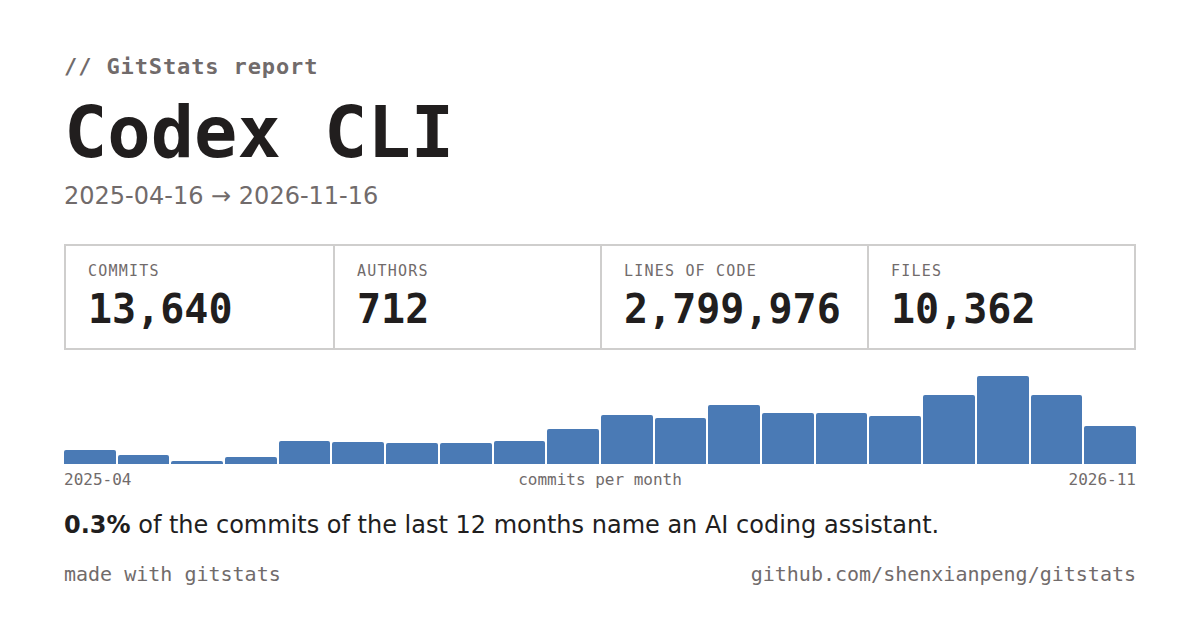 // GitStats report
Codex CLI
2025-04-16 → 2026-11-16
COMMITS
13,640
AUTHORS
712
LINES OF CODE
2,799,976
FILES
10,362
2025-04
commits per month
2026-11
0.3% of the commits of the last 12 months name an AI coding assistant.
made with gitstats
github.com/shenxianpeng/gitstats